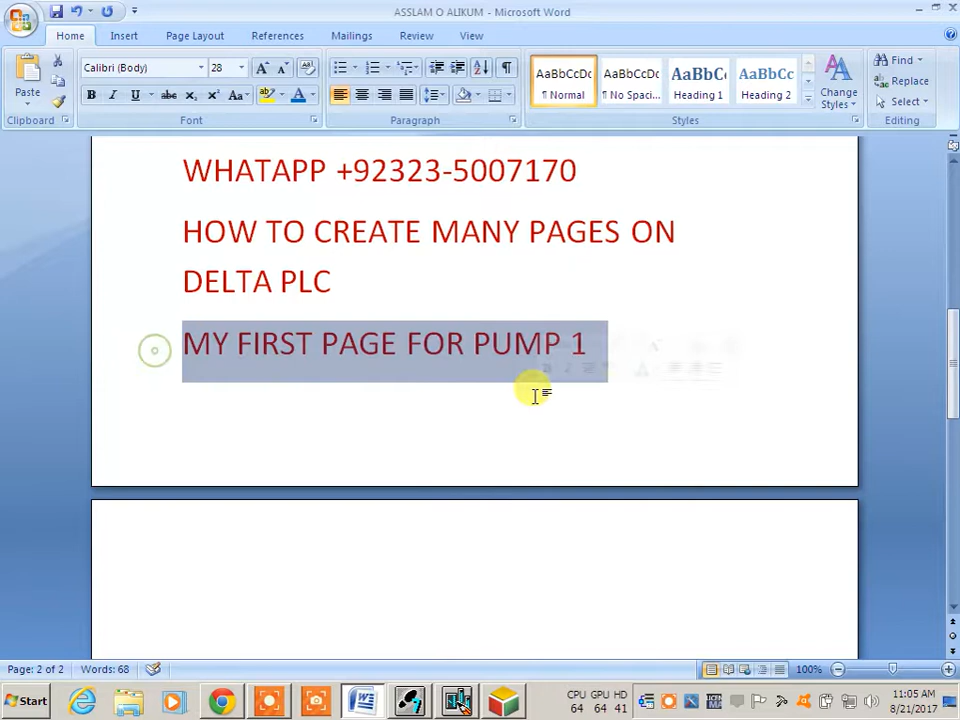 ASSLAM O ALIKUM - Microsoft Word
Home Insert Page Layout References Mailings Review View
Calibri (Body) 28
AaBbCcDc AaBbCcDc AaBbC AaBbCc
¶ Normal ¶ No Spaci... Heading 1 Heading 2
Paste
Change Styles
Find
Replace
Select
Clipboard Font Paragraph Styles Editing
WHATAPP +92323-5007170
HOW TO CREATE MANY PAGES ON
DELTA PLC
MY FIRST PAGE FOR PUMP 1
Page: 2 of 2 Words: 68 100%
Start
CPU GPU HD
64 64 41
11:05 AM
8/21/2017